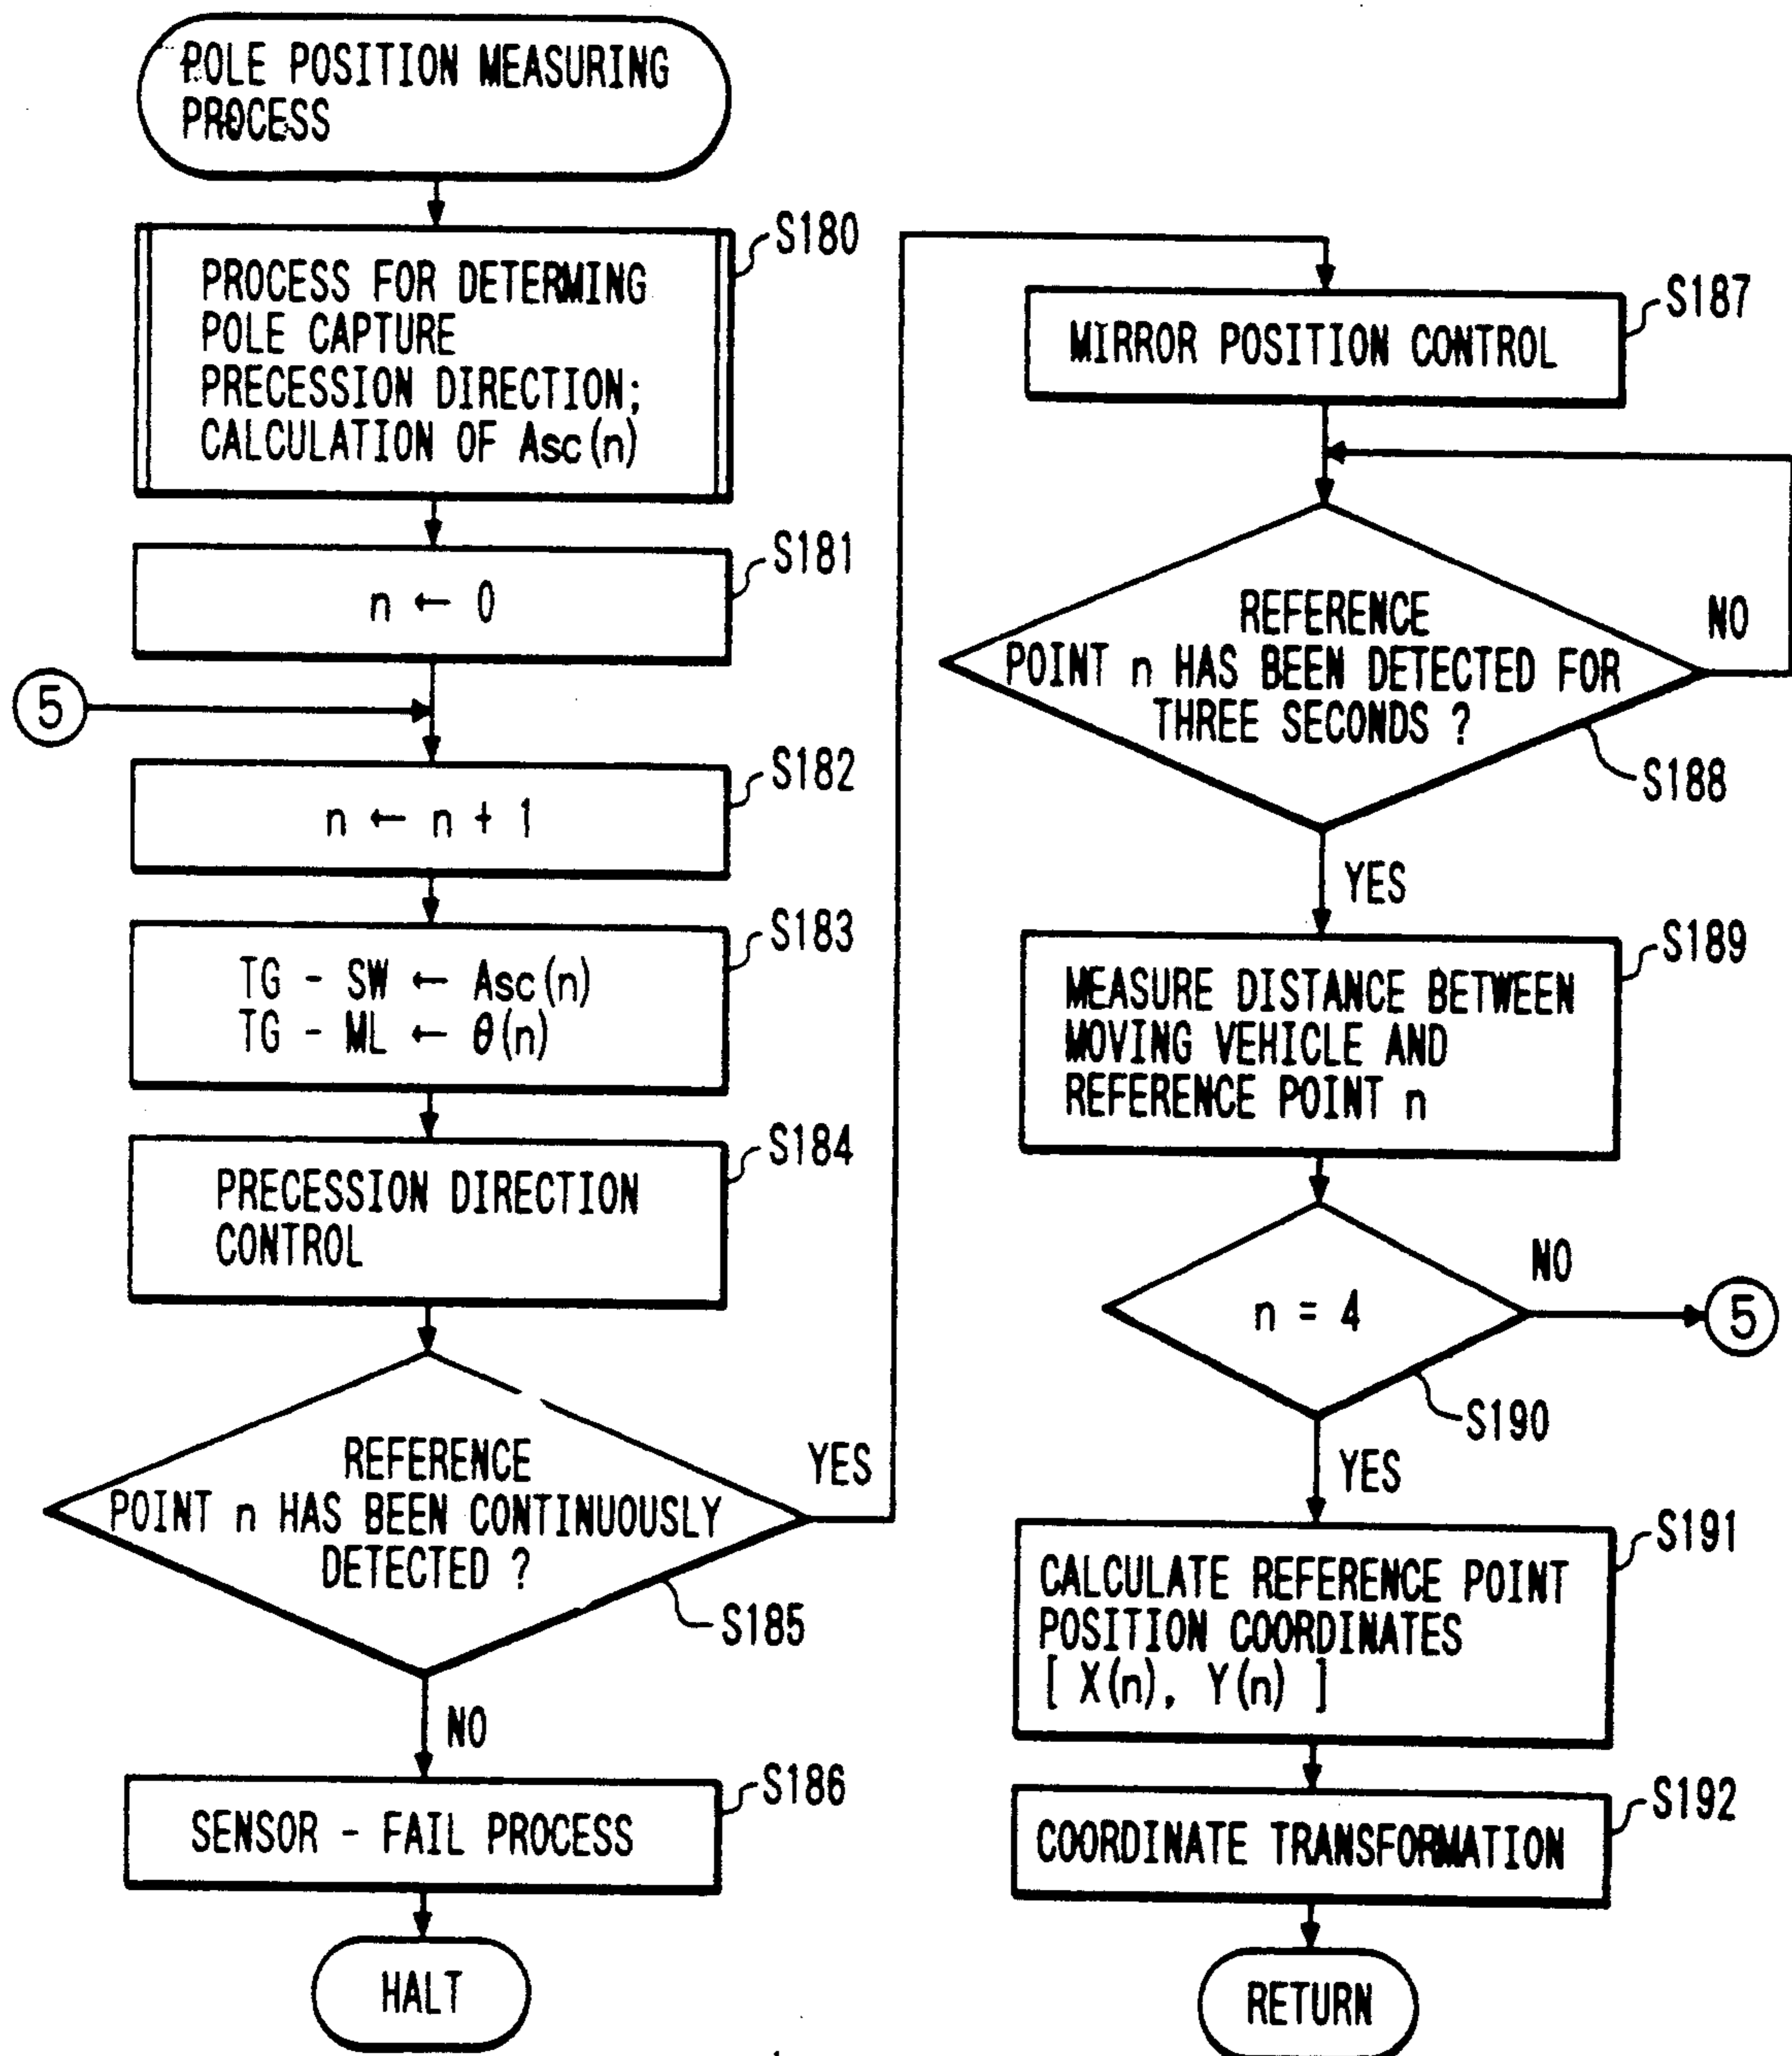 POLE POSITION MEASURING
PROCESS
S180
PROCESS FOR DETERMING
POLE CAPTURE
PRECESSION DIRECTION;
CALCULATION OF Asc(n)
S181
n ← 0
5
S182
n ← n + 1
S183
TG - SW ← Asc(n)
TG - ML ← θ(n)
S184
PRECESSION DIRECTION
CONTROL
REFERENCE
POINT n HAS BEEN CONTINUOUSLY
DETECTED ?
YES
S185
NO
S186
SENSOR - FAIL PROCESS
HALT
S187
MIRROR POSITION CONTROL
REFERENCE
POINT n HAS BEEN DETECTED FOR
THREE SECONDS ?
NO
S188
YES
S189
MEASURE DISTANCE BETWEEN
MOVING VEHICLE AND
REFERENCE POINT n
n = 4
NO
5
S190
YES
S191
CALCULATE REFERENCE POINT
POSITION COORDINATES
[ X(n), Y(n) ]
S192
COORDINATE TRANSFORMATION
RETURN